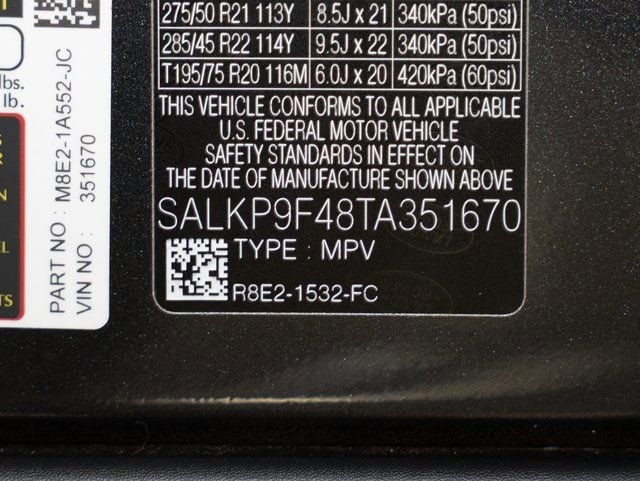 275/50 R21 113Y 8.5J x 21 340kPa (50psi)
285/45 R22 114Y 9.5J x 22 340kPa (50psi)
T195/75 R20 116M 6.0J x 20 420kPa (60psi)
THIS VEHICLE CONFORMS TO ALL APPLICABLE
U.S. FEDERAL MOTOR VEHICLE
SAFETY STANDARDS IN EFFECT ON
THE DATE OF MANUFACTURE SHOWN ABOVE
SALKP9F48TA351670
TYPE : MPV
R8E2-1532-FC
lbs.
lb.
PART NO : M8E2-1A552-JC
VIN NO : 351670